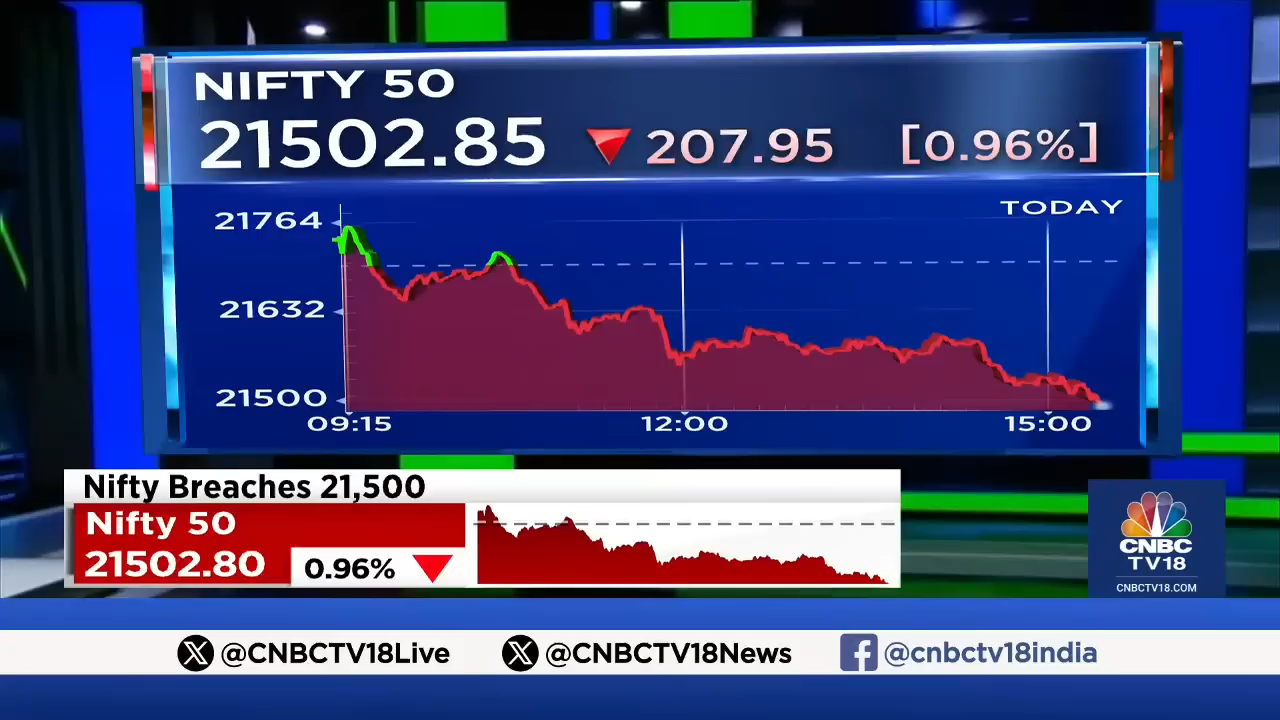 NIFTY 50
21502.85 207.95 [0.96%]
TODAY
21764
21632
21500
09:15 12:00 15:00
Nifty Breaches 21,500
Nifty 50
21502.80 0.96%
CNBC
TV18
CNBCTV18.COM
@CNBCTV18Live @CNBCTV18News @cnbctv18india